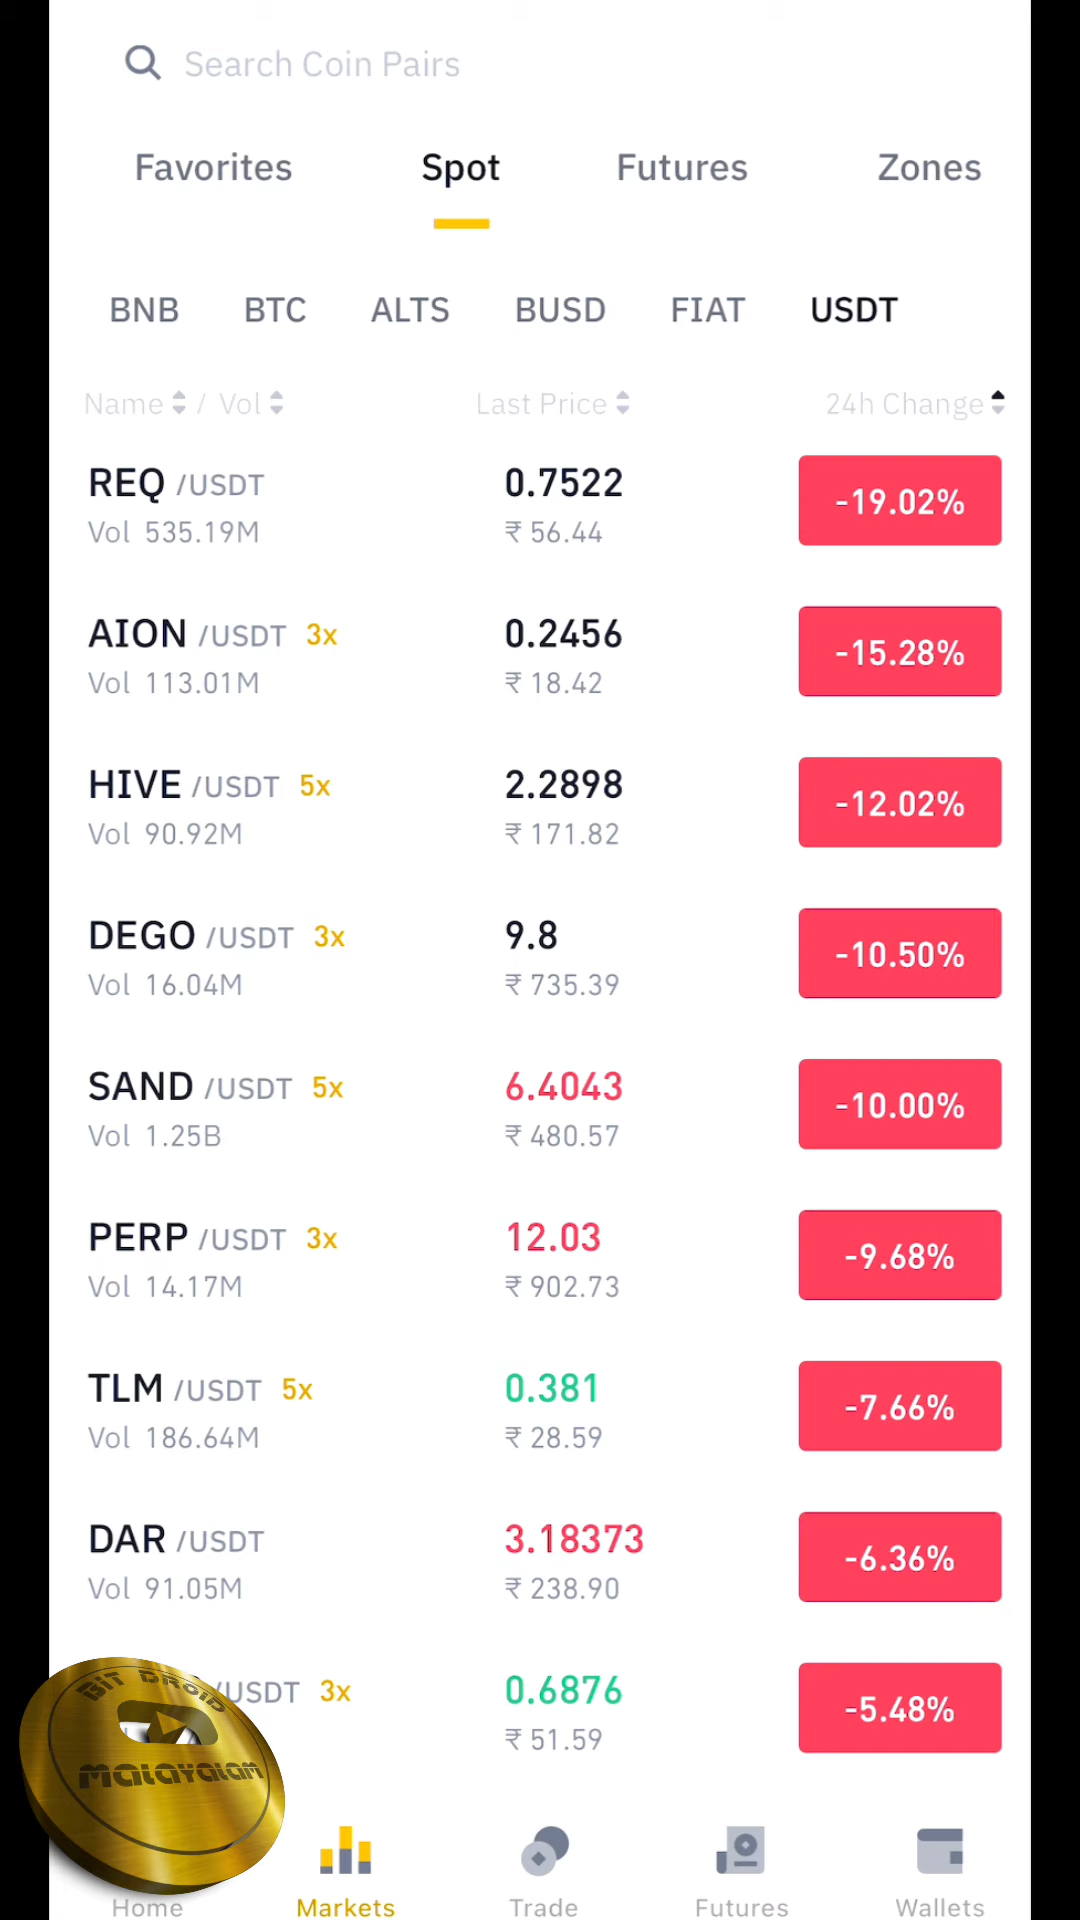 Search Coin Pairs
Favorites Spot Futures Zones
BNB BTC ALTS BUSD FIAT USDT
Name / Vol Last Price 24h Change
REQ /USDT 0.7522 -19.02%
Vol 535.19M ₹ 56.44
AION /USDT 3x 0.2456 -15.28%
Vol 113.01M ₹ 18.42
HIVE /USDT 5x 2.2898 -12.02%
Vol 90.92M ₹ 171.82
DEGO /USDT 3x 9.8 -10.50%
Vol 16.04M ₹ 735.39
SAND /USDT 5x 6.4043 -10.00%
Vol 1.25B ₹ 480.57
PERP /USDT 3x 12.03 -9.68%
Vol 14.17M ₹ 902.73
TLM /USDT 5x 0.381 -7.66%
Vol 186.64M ₹ 28.59
DAR /USDT 3.18373 -6.36%
Vol 91.05M ₹ 238.90
/USDT 3x 0.6876 -5.48%
₹ 51.59
BIT DROID
MALAYALAM
Home Markets Trade Futures Wallets